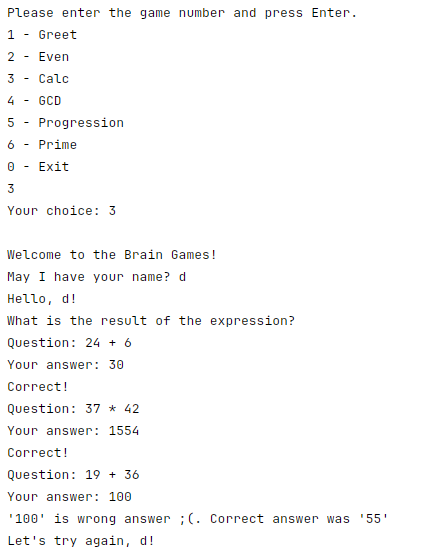 Please enter the game number and press Enter.
1 - Greet
2 - Even
3 - Calc
4 - GCD
5 - Progression
6 - Prime
0 - Exit
3
Your choice: 3

Welcome to the Brain Games!
May I have your name? d
Hello, d!
What is the result of the expression?
Question: 24 + 6
Your answer: 30
Correct!
Question: 37 * 42
Your answer: 1554
Correct!
Question: 19 + 36
Your answer: 100
'100' is wrong answer ;(. Correct answer was '55'
Let's try again, d!